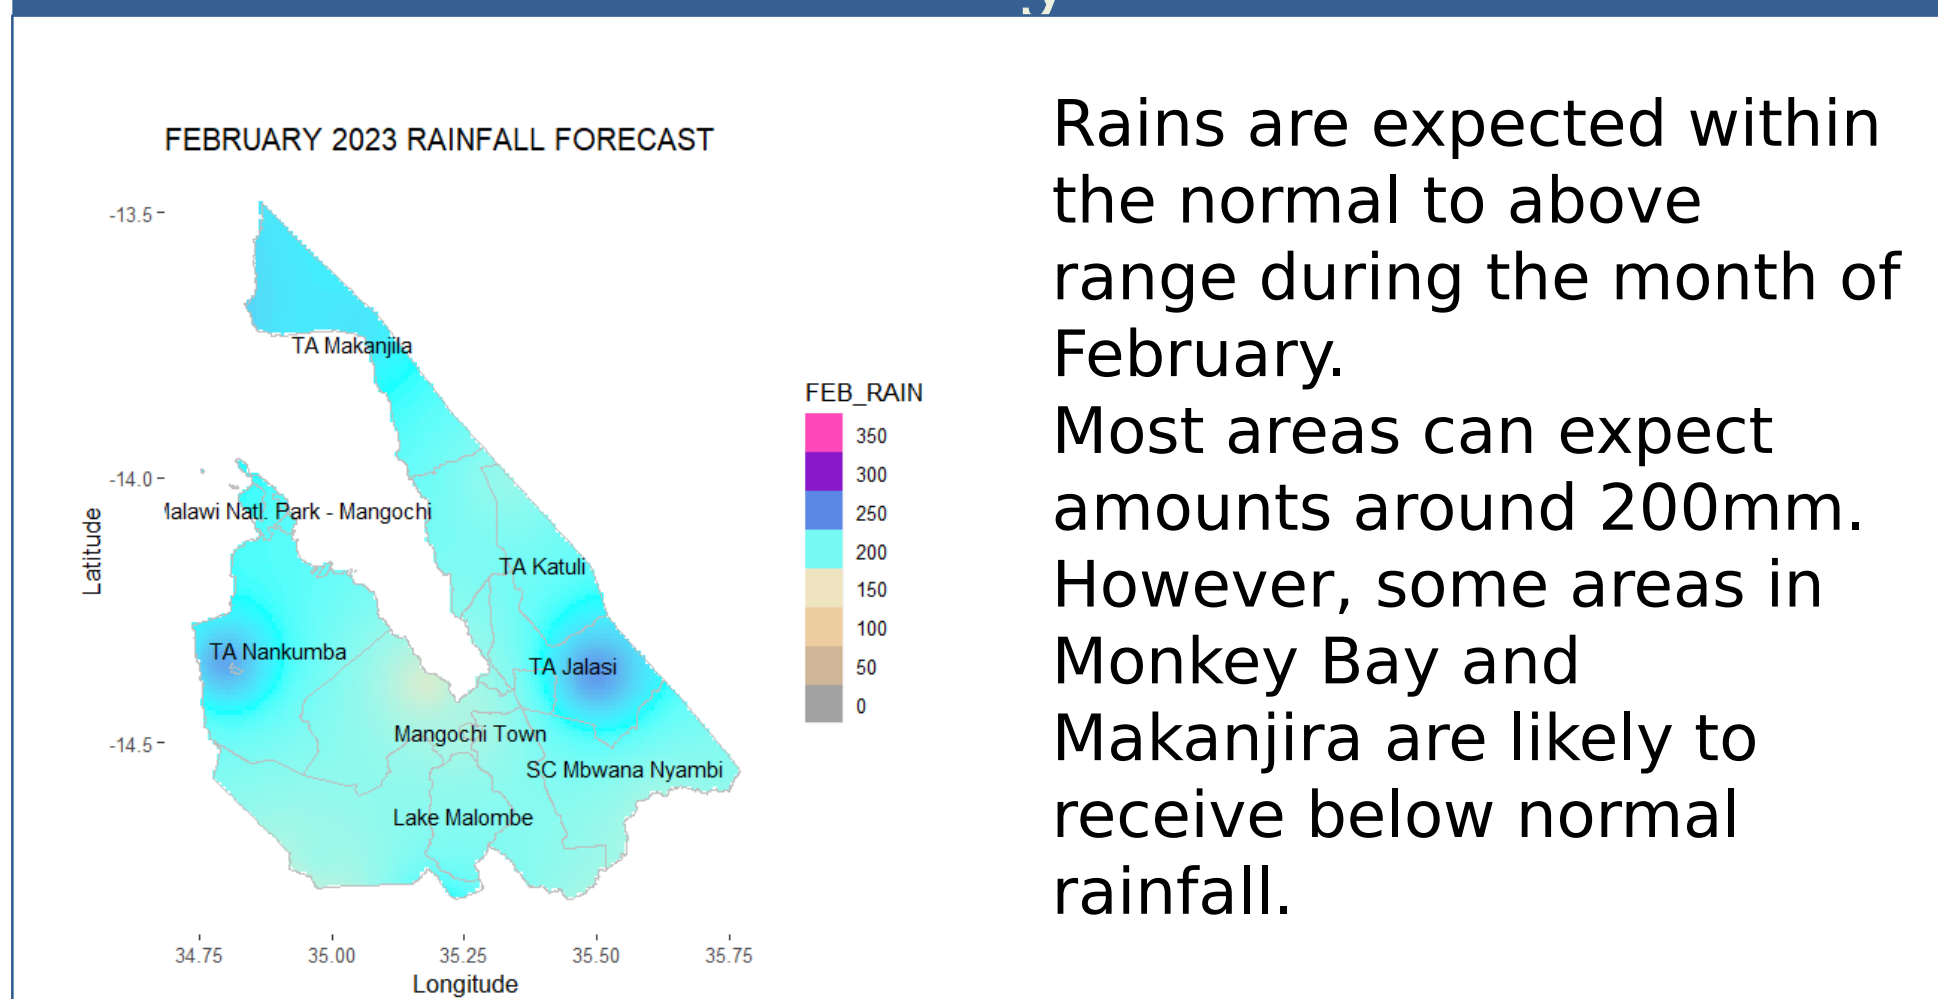 FEBRUARY 2023 RAINFALL FORECAST
-13.5
-14.0
-14.5
Latitude
TA Makanjila
Natl. Park - Mangochi
TA Katuli
TA Nankumba
TA Jalasi
Mangochi Town
SC Mbwana Nyambi
Lake Malombe
34.75
35.00
35.25
35.50
35.75
Longitude
FEB_RAIN
350
300
250
200
150
100
50
0
Rains are expected within
the normal to above
range during the month of
February.
Most areas can expect
amounts around 200mm.
However, some areas in
Monkey Bay and
Makanjira are likely to
receive below normal
rainfall.